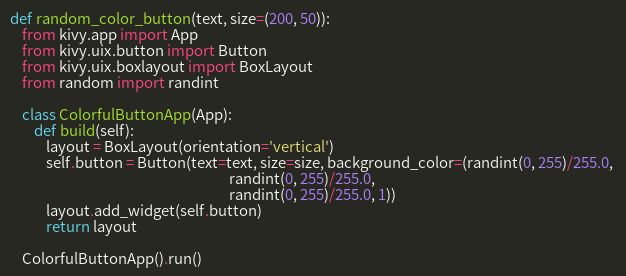 def random_color_button(text, size=(200, 50)):
    from kivy.app import App
    from kivy.uix.button import Button
    from kivy.uix.boxlayout import BoxLayout
    from random import randint

    class ColorfulButtonApp(App):
        def build(self):
            layout = BoxLayout(orientation='vertical')
            self.button = Button(text=text, size=size, background_color=(randint(0, 255)/255.0,
                                                                         randint(0, 255)/255.0,
                                                                         randint(0, 255)/255.0, 1))
            layout.add_widget(self.button)
            return layout

    ColorfulButtonApp().run()